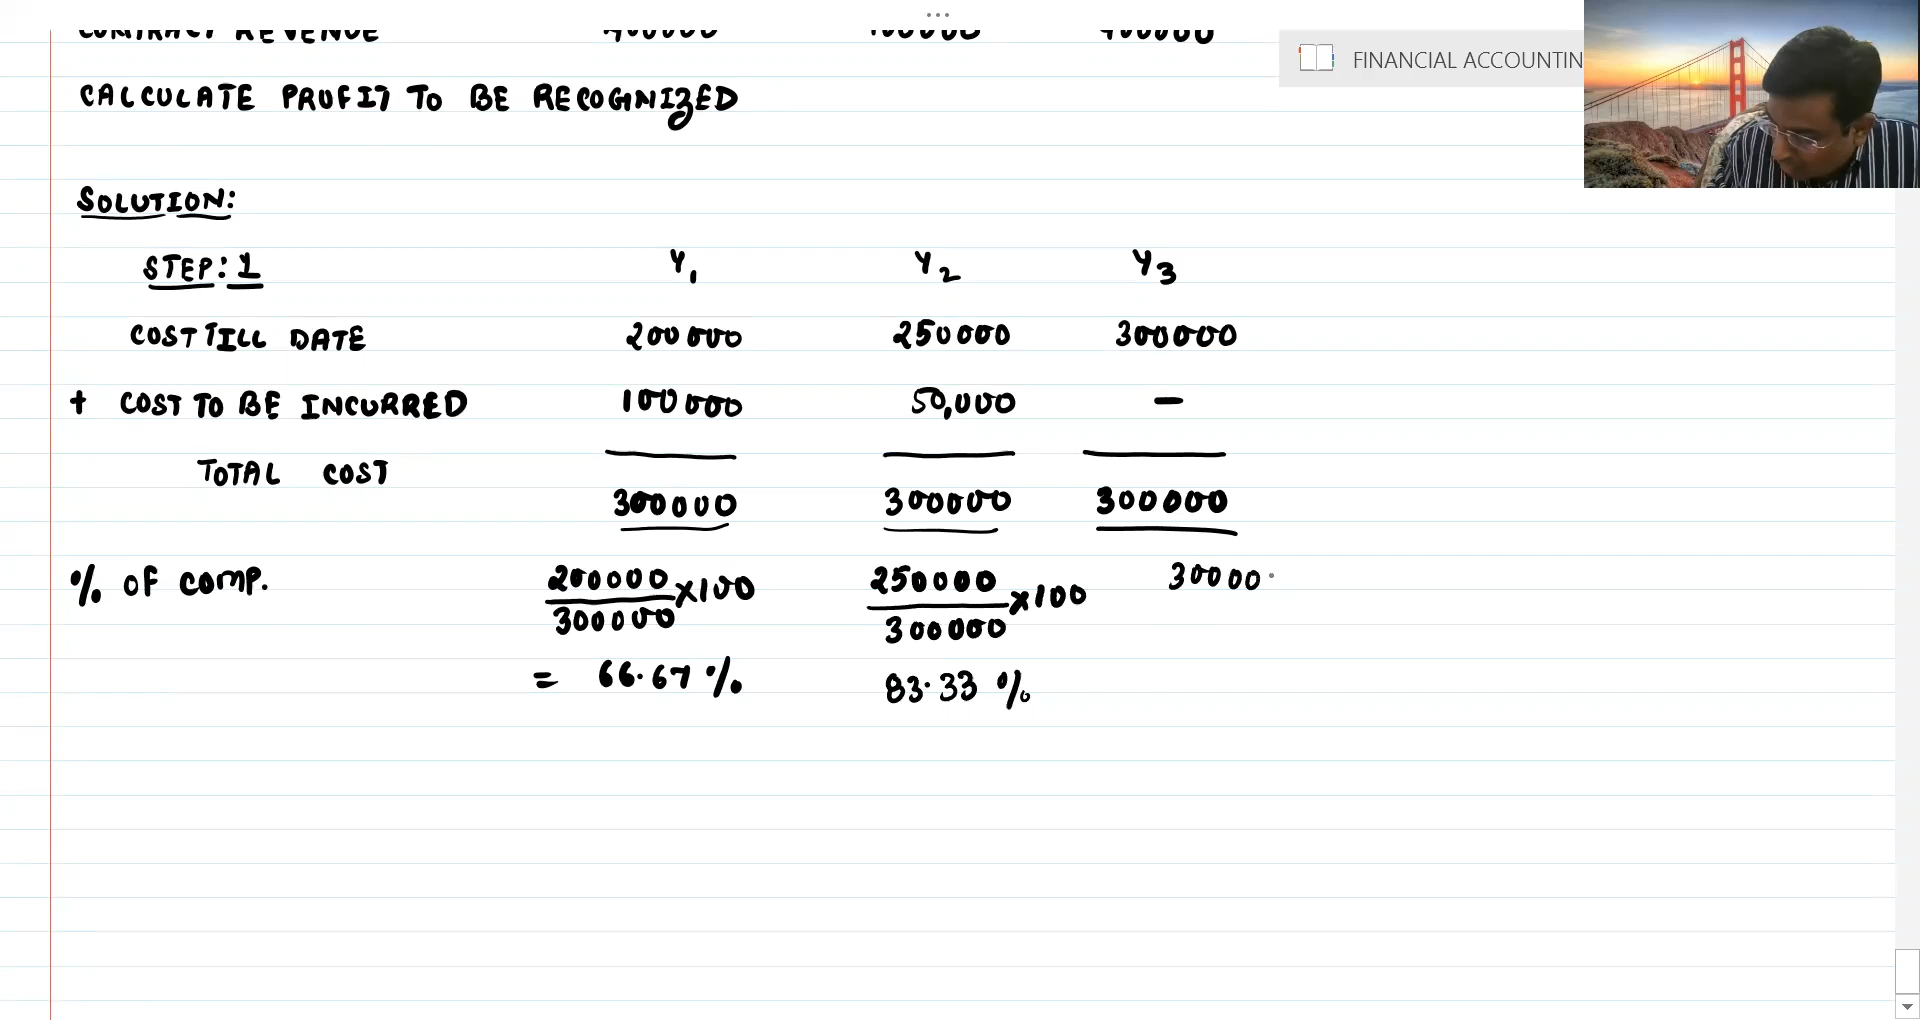 CONTRACT REVENUE
FINANCIAL ACCOUNTIN
CALCULATE PROFIT TO BE RECOGNIZED
SOLUTION:
STEP: 1 Y1 Y2 Y3
COST TILL DATE 200000 250000 300000
+ COST TO BE INCURRED 100000 50,000 -
TOTAL COST
300000 300000 300000
% OF COMP. 200000/300000 x100 250000/300000 x100 30000
= 66.67 % 83.33 %